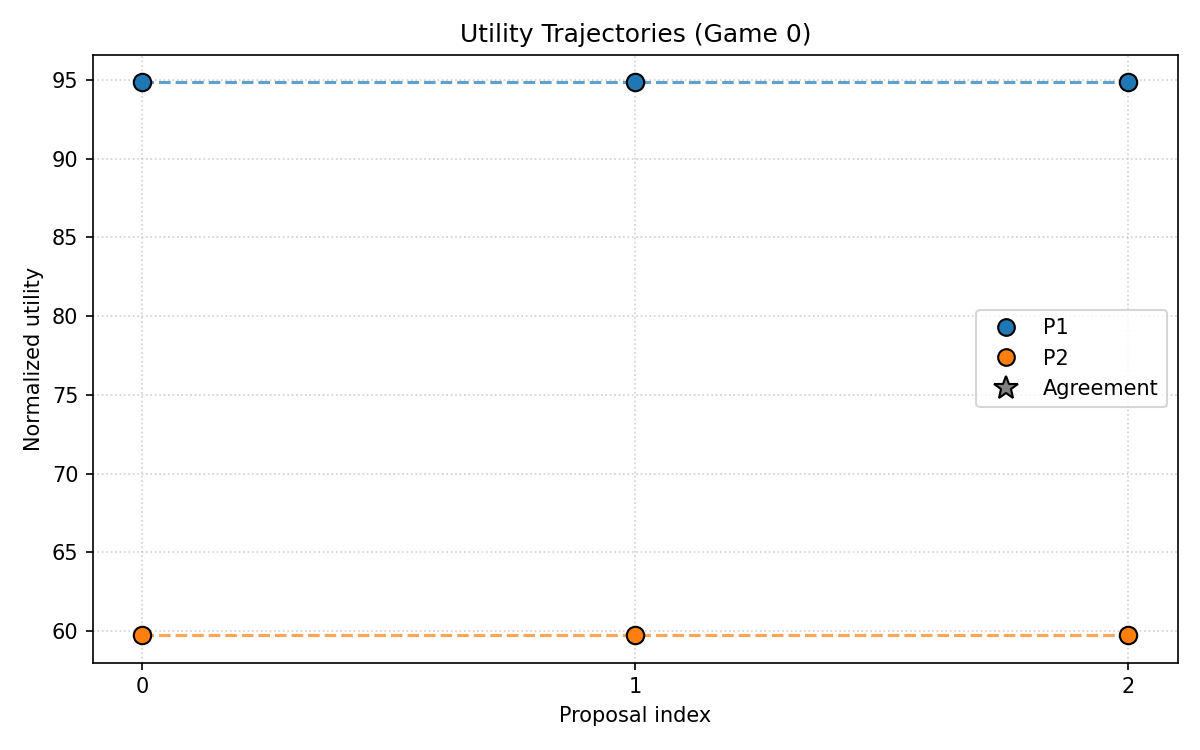 Utility Trajectories (Game 0)
Normalized utility
95
90
85
80
75
70
65
60
P1
P2
Agreement
0
1
2
Proposal index